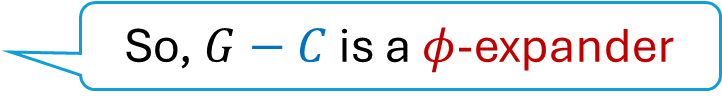 So, G − C is a ϕ-expander